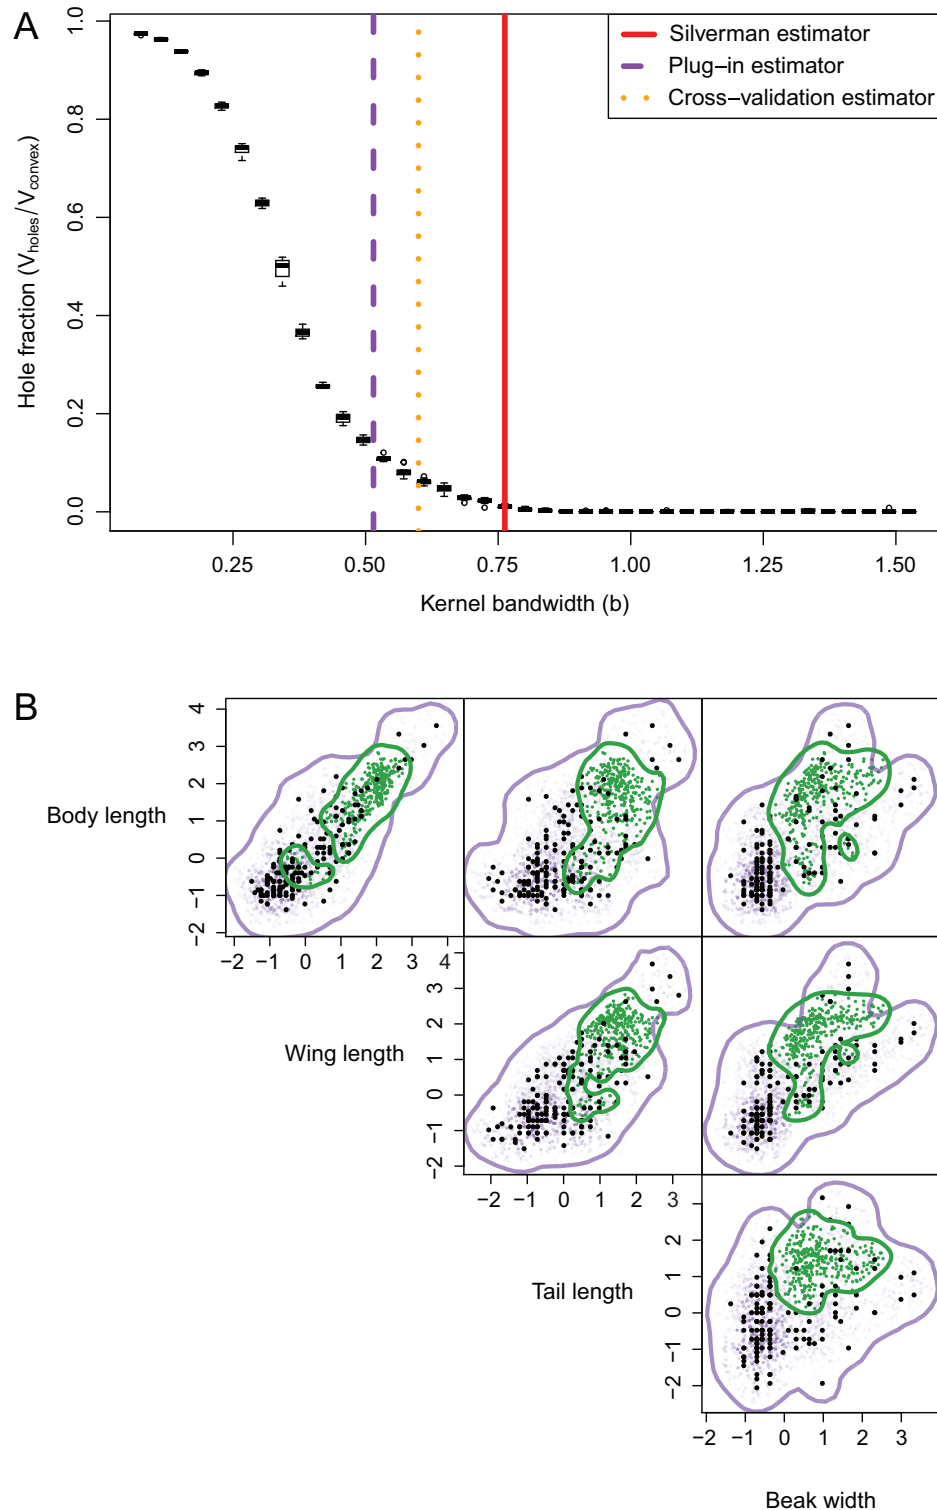 A
Silverman estimator
Plug−in estimator
Cross−validation estimator
Hole fraction (Vholes/Vconvex)
1.0
0.8
0.6
0.4
0.2
0.0
0.25 0.50 0.75 1.00 1.25 1.50
Kernel bandwidth (b)
B
Body length
4
3
2
1
0
−1
−2
−2 −1 0 1 2 3 4
Wing length
3
2
1
0
−1
−2
−2 −1 0 1 2 3
Tail length
3
2
1
0
−1
−2
−2 −1 0 1 2 3
Beak width